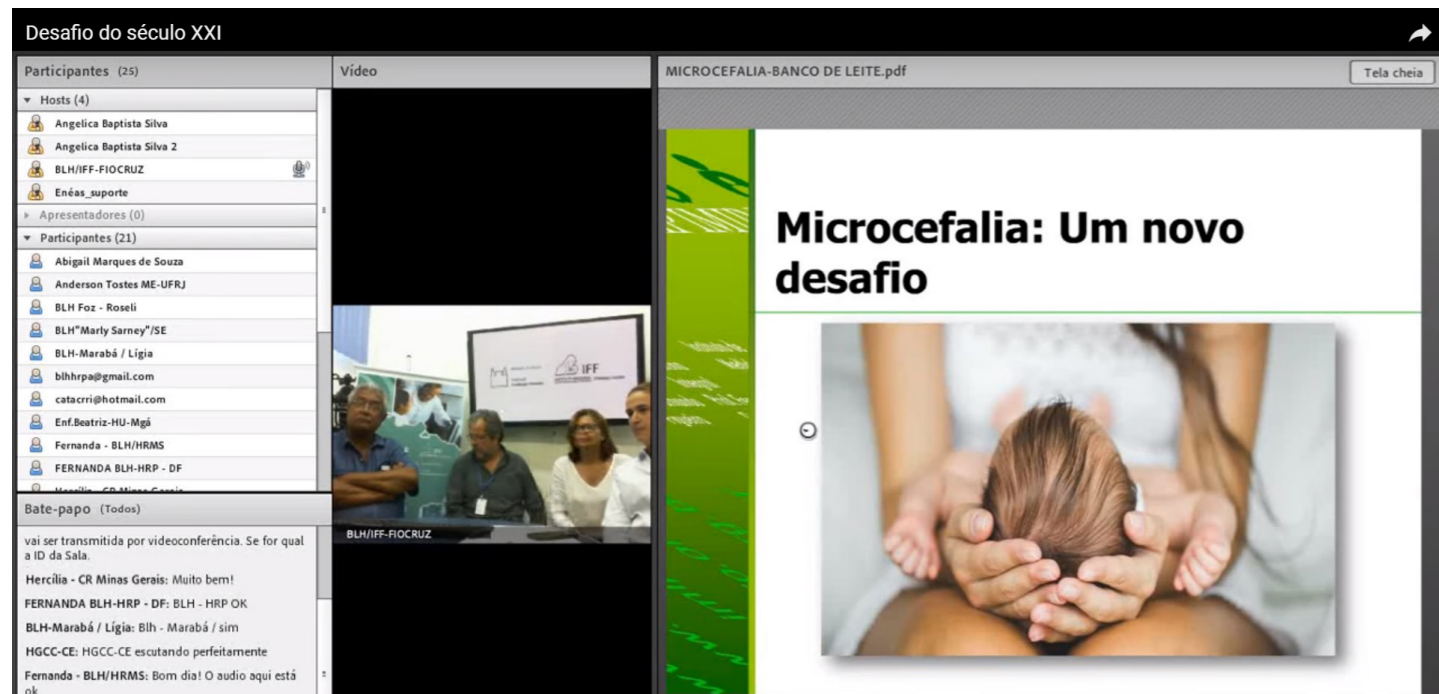 Desafio do século XXI
Participantes (25)
Hosts (4)
Angelica Baptista Silva
Angelica Baptista Silva 2
BLH/IFF-FIOCRUZ
Enéas_suporte
Apresentadores (0)
Participantes (21)
Abigail Marques de Souza
Anderson Tostes ME-UFRJ
BLH Foz - Roseli
BLH"Marly Sarney"/SE
BLH-Marabá / Lígia
blhhrpa@gmail.com
catacrri@hotmail.com
Enf.Beatriz-HU-Mgá
Fernanda - BLH/HRMS
FERNANDA BLH-HRP - DF
Hercília - CR Minas Gerais
Bate-papo (Todos)
vai ser transmitida por videoconferência. Se for qual
a ID da Sala.
Hercília - CR Minas Gerais: Muito bem!
FERNANDA BLH-HRP - DF: BLH - HRP OK
BLH-Marabá / Lígia: Blh - Marabá / sim
HGCC-CE: HGCC-CE escutando perfeitamente
Fernanda - BLH/HRMS: Bom dia! O audio aqui está
ok
Vídeo
IFF
BLH/IFF-FIOCRUZ
MICROCEFALIA-BANCO DE LEITE.pdf
Tela cheia
Microcefalia: Um novo
desafio